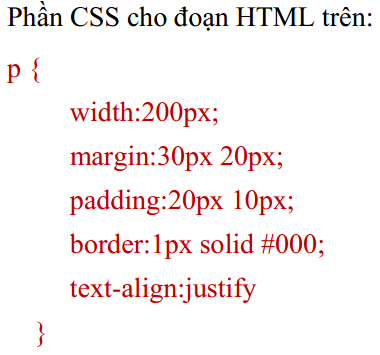 Phần CSS cho đoạn HTML trên:
p {
width:200px;
margin:30px 20px;
padding:20px 10px;
border:1px solid #000;
text-align:justify
}